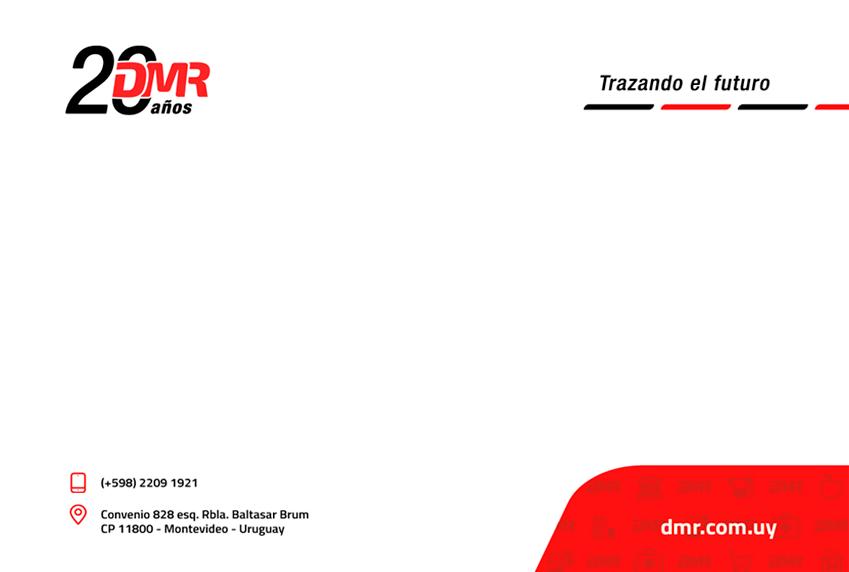 20 DMR
años
Trazando el futuro
(+598) 2209 1921
Convenio 828 esq. Rbla. Baltasar Brum
CP 11800 - Montevideo - Uruguay
dmr.com.uy